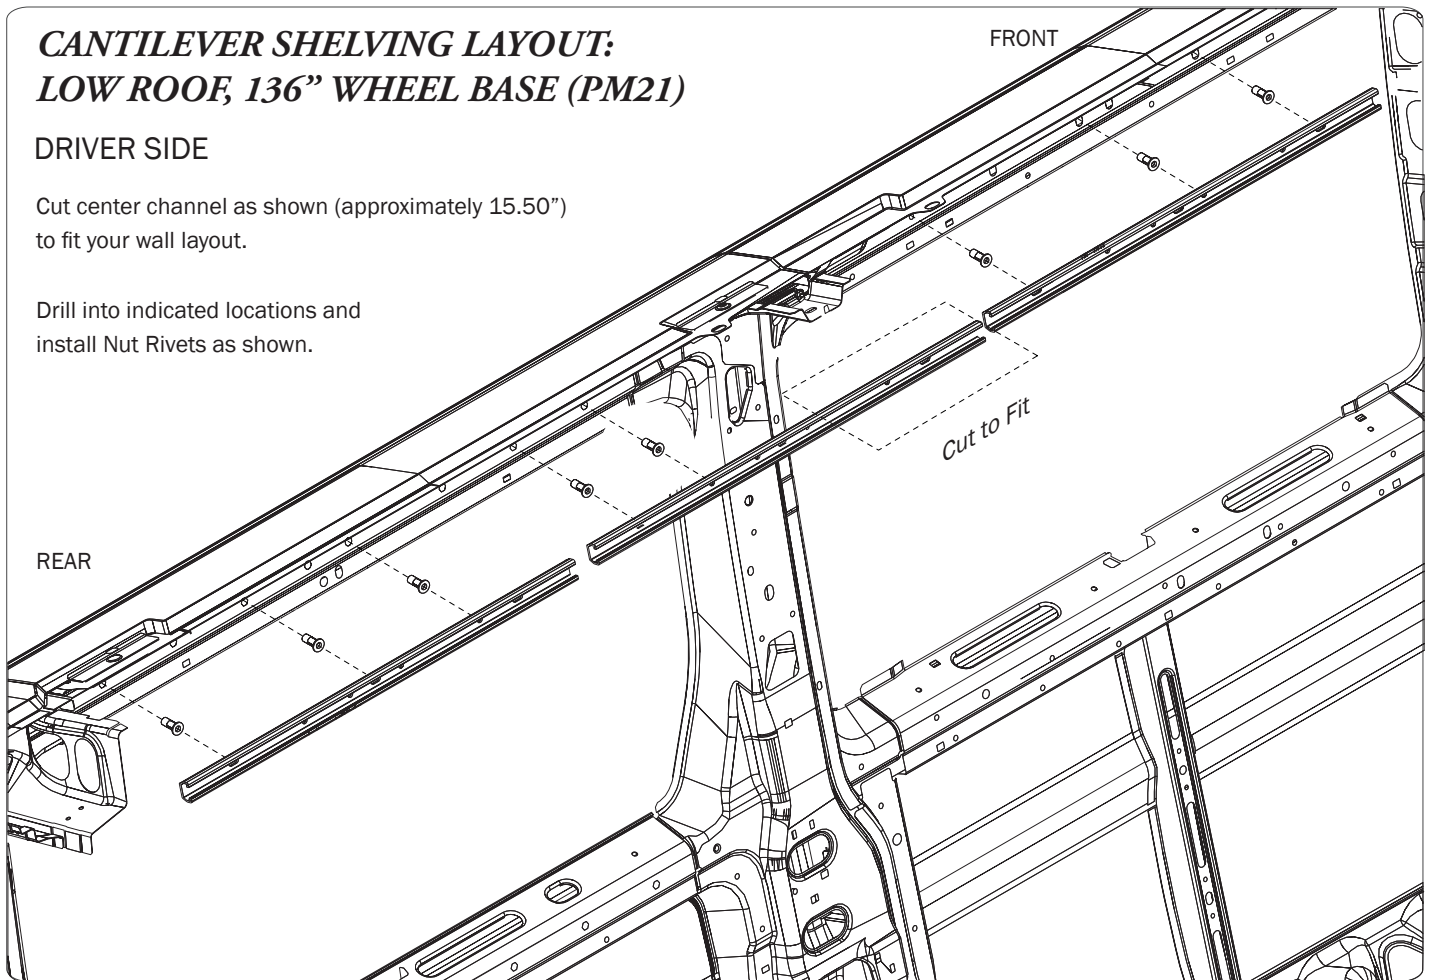 CANTILEVER SHELVING LAYOUT:
LOW ROOF, 136” WHEEL BASE (PM21)
FRONT
DRIVER SIDE
Cut center channel as shown (approximately 15.50”)
to fit your wall layout.
Drill into indicated locations and
install Nut Rivets as shown.
Cut to Fit
REAR